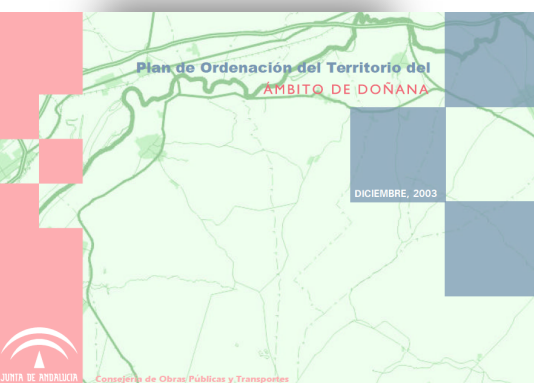 Plan de Ordenación del Territorio del
ÁMBITO DE DOÑANA
DICIEMBRE, 2003
JUNTA DE ANDALUCIA
Consejería de Obras Públicas y Transportes